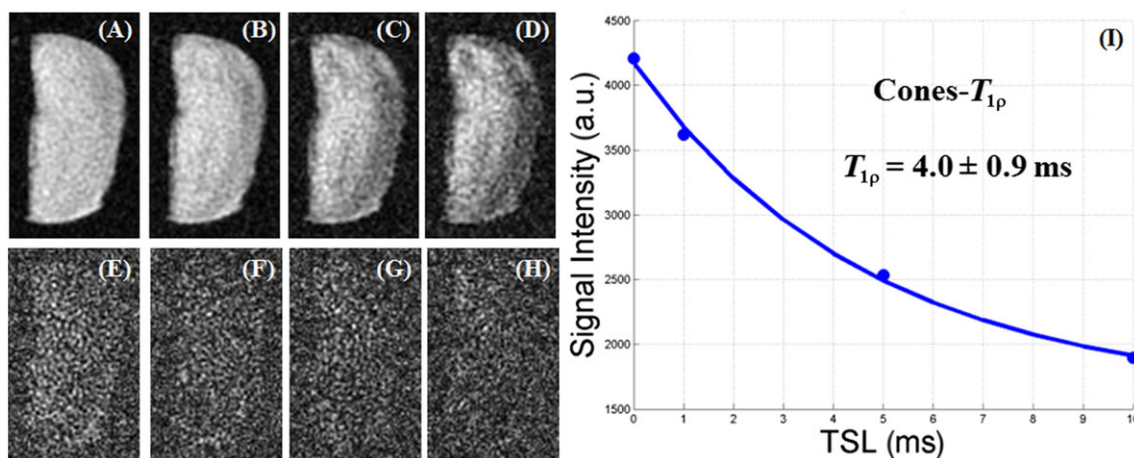 (A)
(B)
(C)
(D)
(E)
(F)
(G)
(H)
(I)
Cones-T1ρ
T1ρ = 4.0 ± 0.9 ms
Signal Intensity (a.u.)
4500
4000
3500
3000
2500
2000
1500
0 1 2 3 4 5 6 7 8 9 10
TSL (ms)